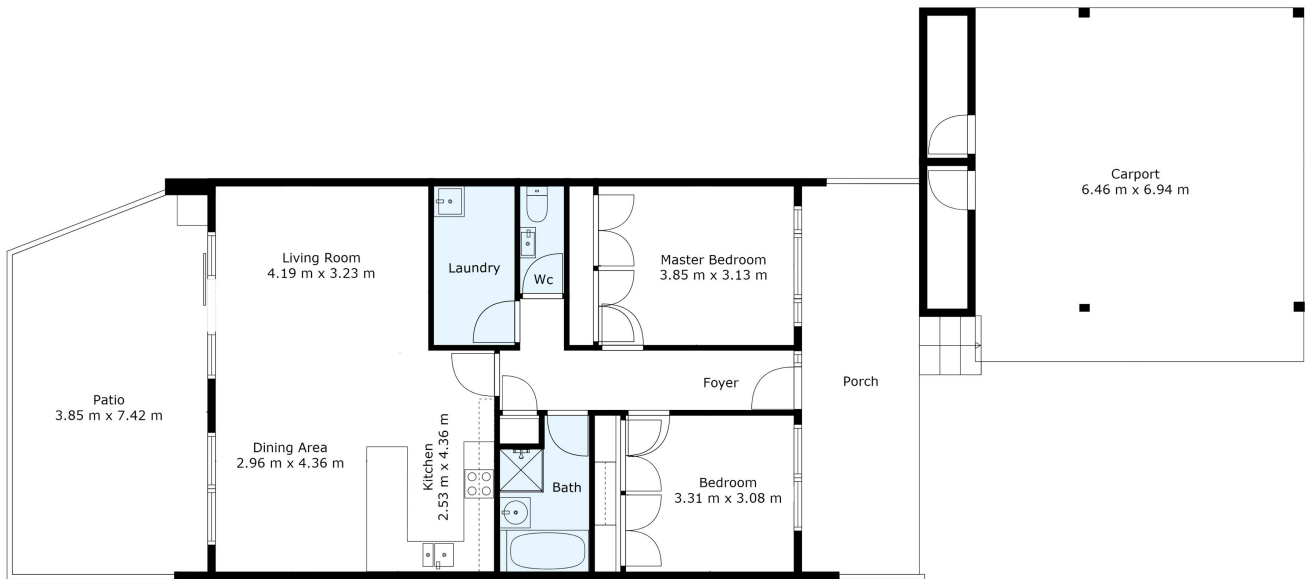 Carport
6.46 m x 6.94 m
Living Room
4.19 m x 3.23 m
Laundry
Wc
Master Bedroom
3.85 m x 3.13 m
Foyer
Porch
Patio
3.85 m x 7.42 m
Dining Area
2.96 m x 4.36 m
Kitchen
2.53 m x 4.36 m
Bath
Bedroom
3.31 m x 3.08 m